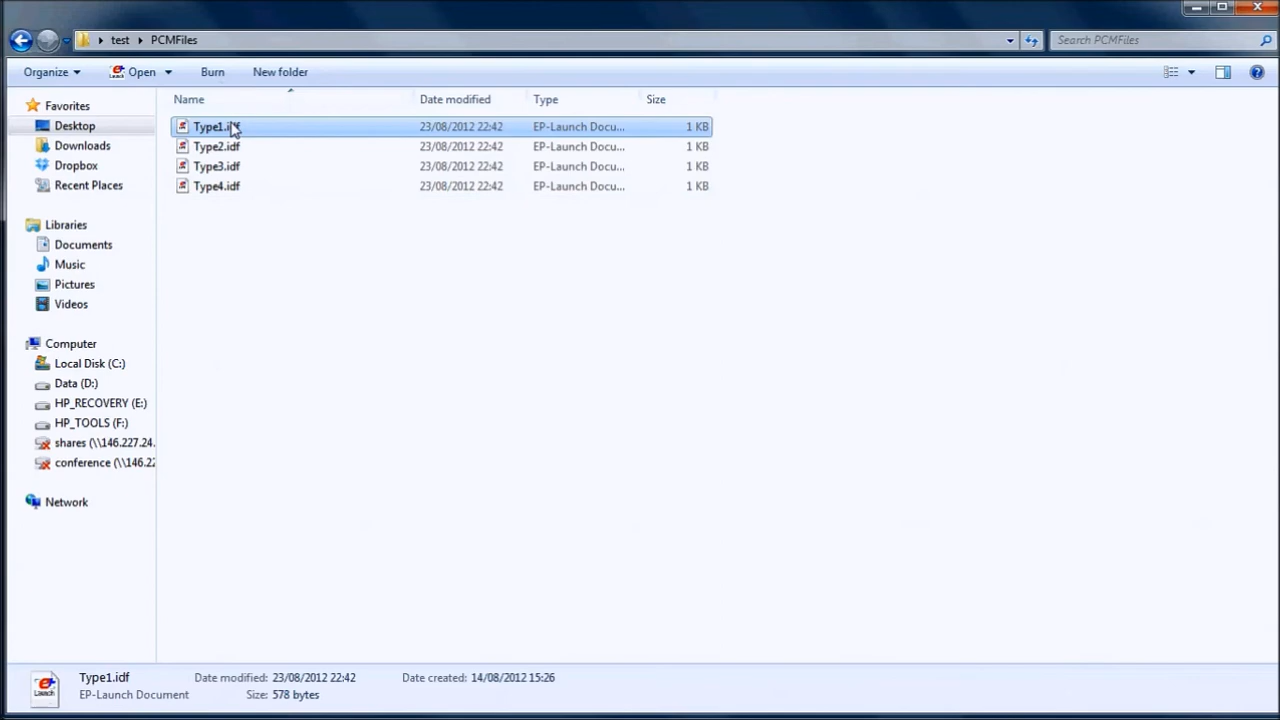 test PCMFiles Search PCMFiles
Organize Open Burn New folder
Name Date modified Type Size
Favorites
Desktop
Downloads
Dropbox
Recent Places
Libraries
Documents
Music
Pictures
Videos
Computer
Local Disk (C:)
Data (D:)
HP_RECOVERY (E:)
HP_TOOLS (F:)
shares (\\146.227.24.
conference (\\146.22
Network
Type1.idf 23/08/2012 22:42 EP-Launch Docu... 1 KB
Type2.idf 23/08/2012 22:42 EP-Launch Docu... 1 KB
Type3.idf 23/08/2012 22:42 EP-Launch Docu... 1 KB
Type4.idf 23/08/2012 22:42 EP-Launch Docu... 1 KB
Type1.idf Date modified: 23/08/2012 22:42 Date created: 14/08/2012 15:26
EP-Launch Document Size: 578 bytes